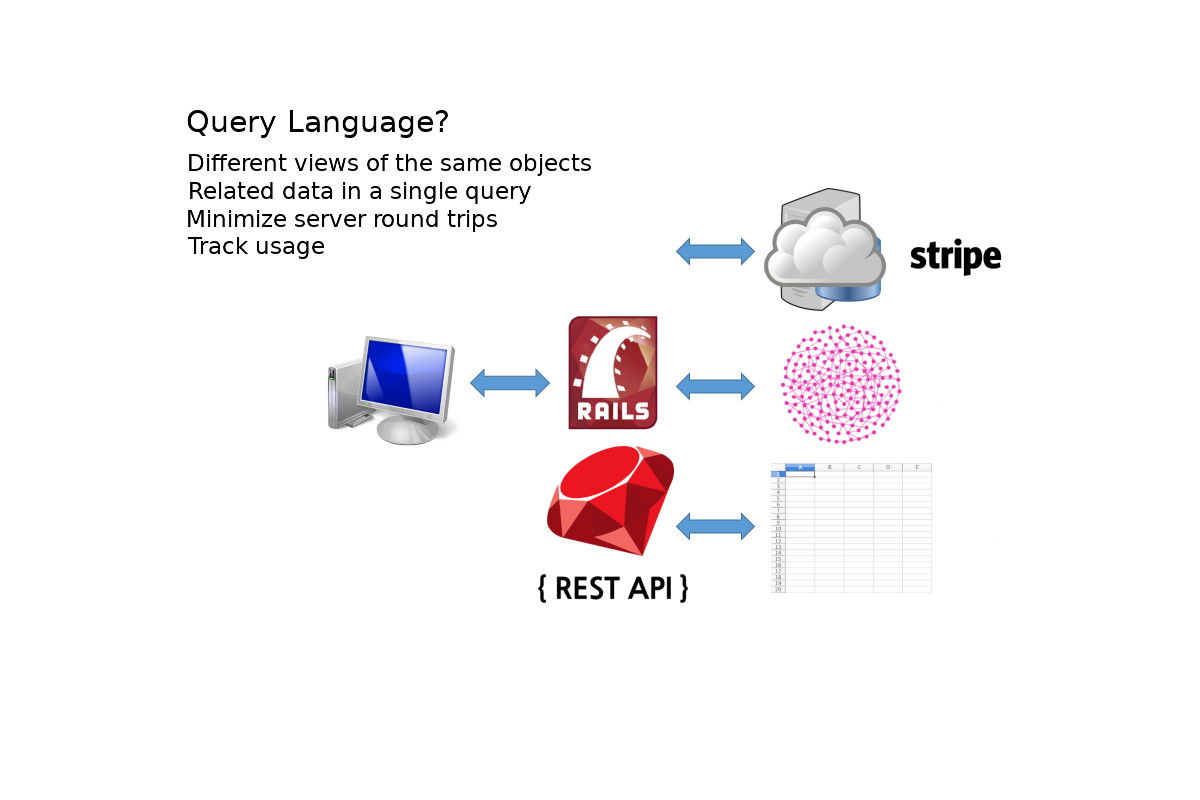 Query Language?
Different views of the same objects
Related data in a single query
Minimize server round trips
Track usage
stripe
RAILS
{ REST API }
A B C D E
1
2
3
4
5
6
7
8
9
10
11
12
13
14
15
16
17
18
19
20